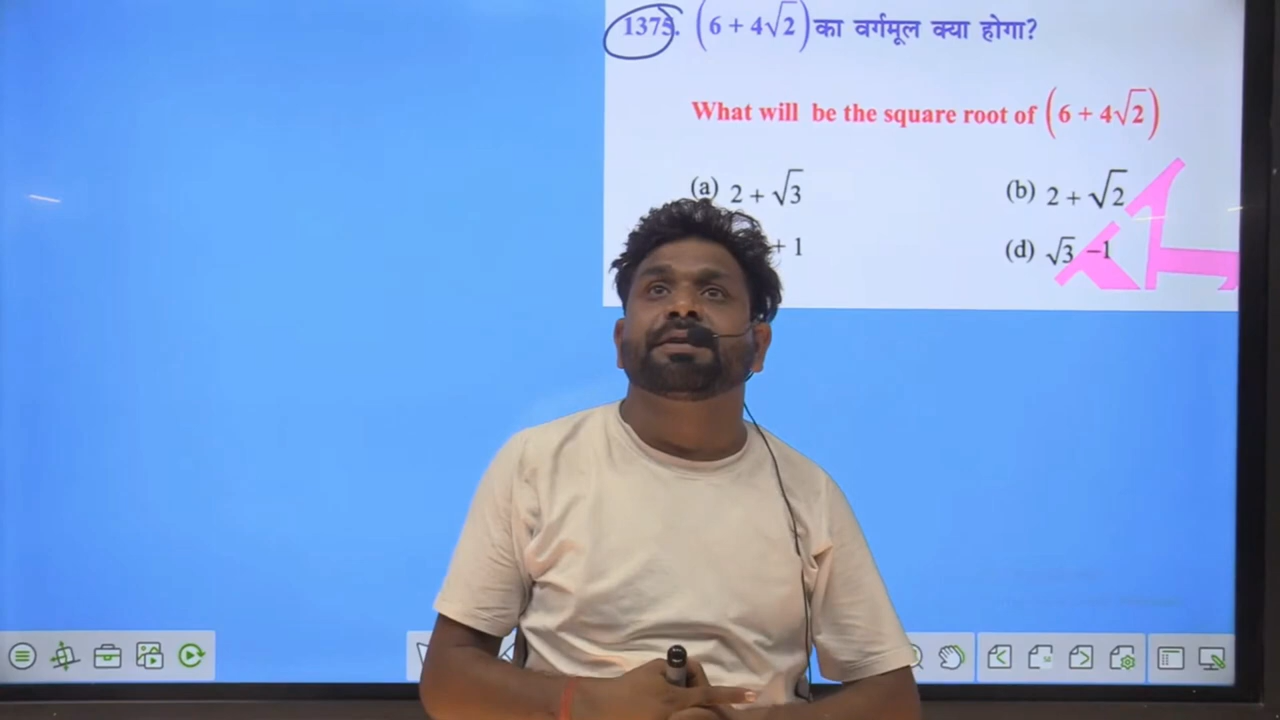 1375. (6 + 4√2) का वर्गमूल क्या होगा?
What will be the square root of (6 + 4√2)
(a) 2 + √3 (b) 2 + √2
+ 1 (d) √3 −1